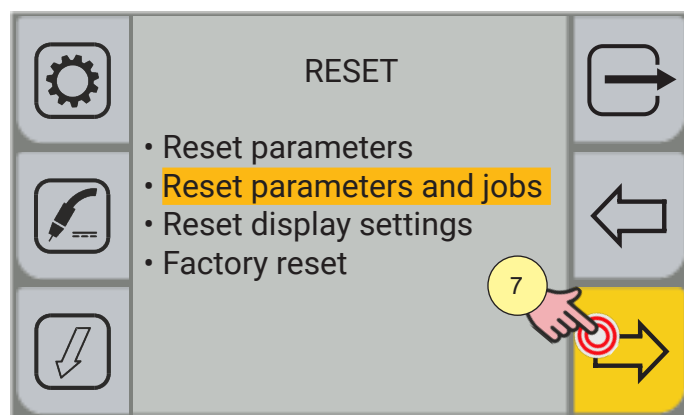 RESET
• Reset parameters
• Reset parameters and jobs
• Reset display settings
• Factory reset
7